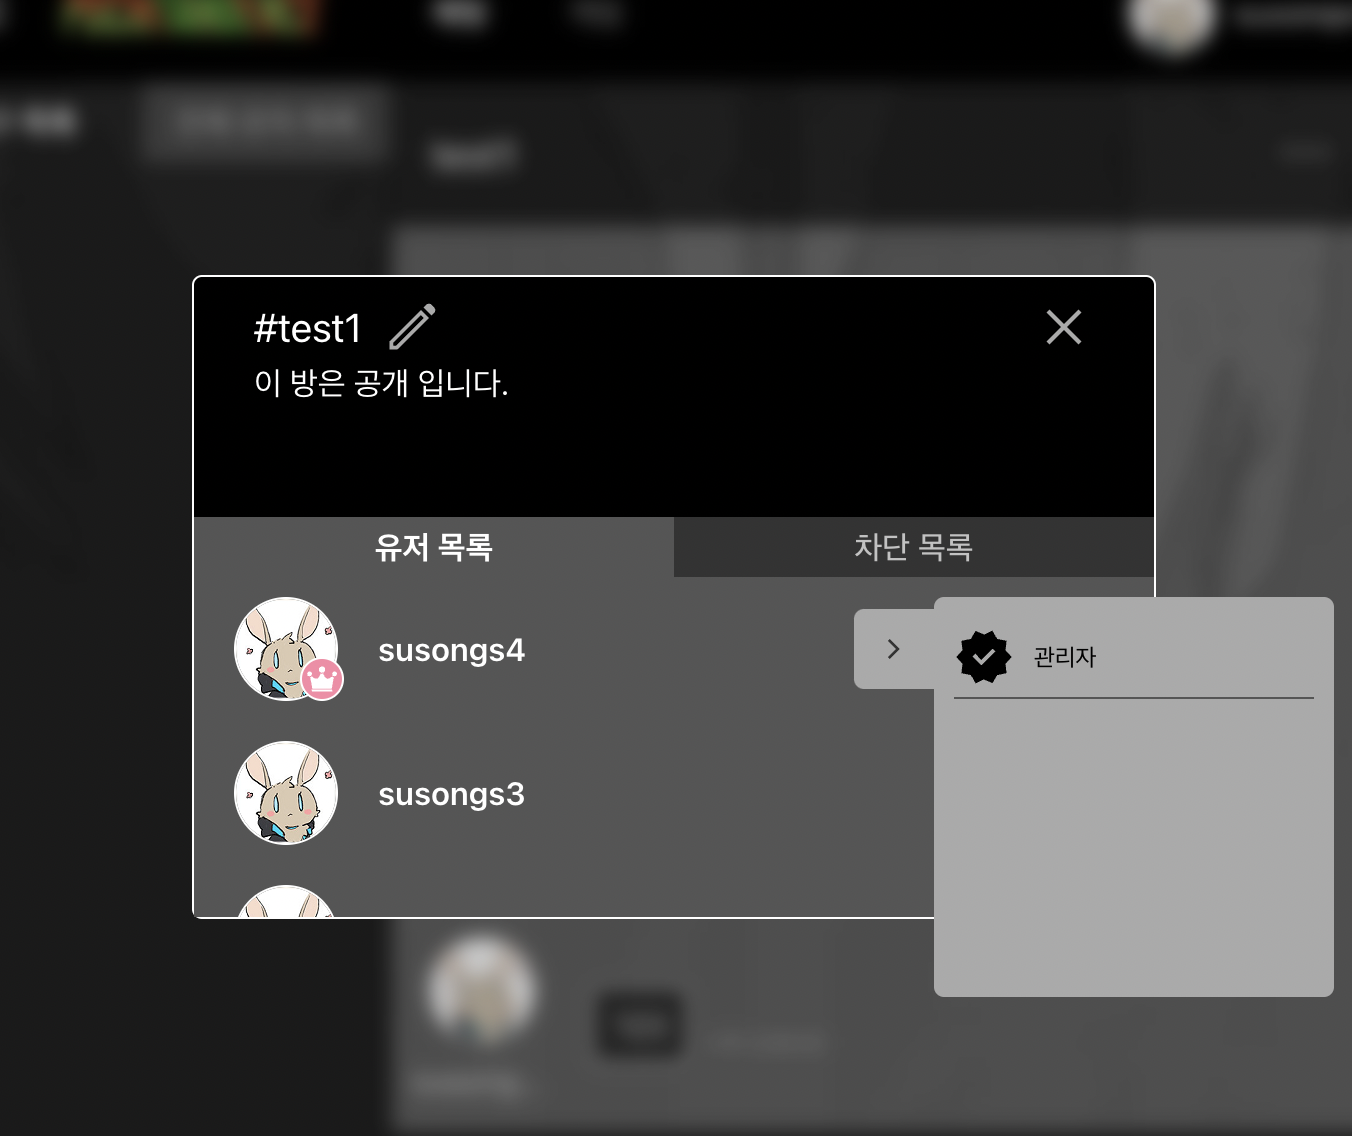 #test1
이 방은 공개 입니다.
유저 목록
차단 목록
susongs4
관리자
susongs3